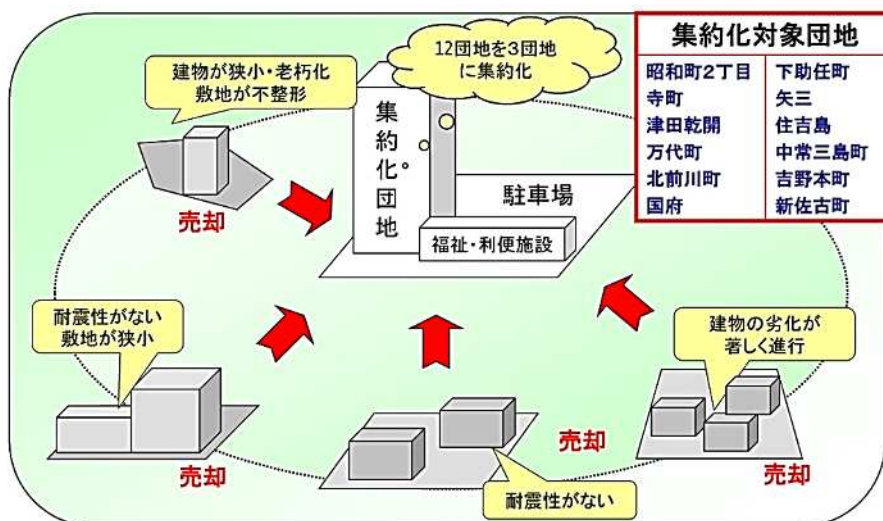 集約化対象団地
昭和町2丁目
寺町
津田乾開
万代町
北前川町
国府
下助任町
矢三
住吉島
中常三島町
吉野本町
新佐古町
12団地を3団地
に集約化
建物が狭小・老朽化
敷地が不整形
売却
集約化団地
駐車場
福祉・利便施設
耐震性がない
敷地が狭小
売却
耐震性がない
売却
建物の劣化が
著しく進行
売却